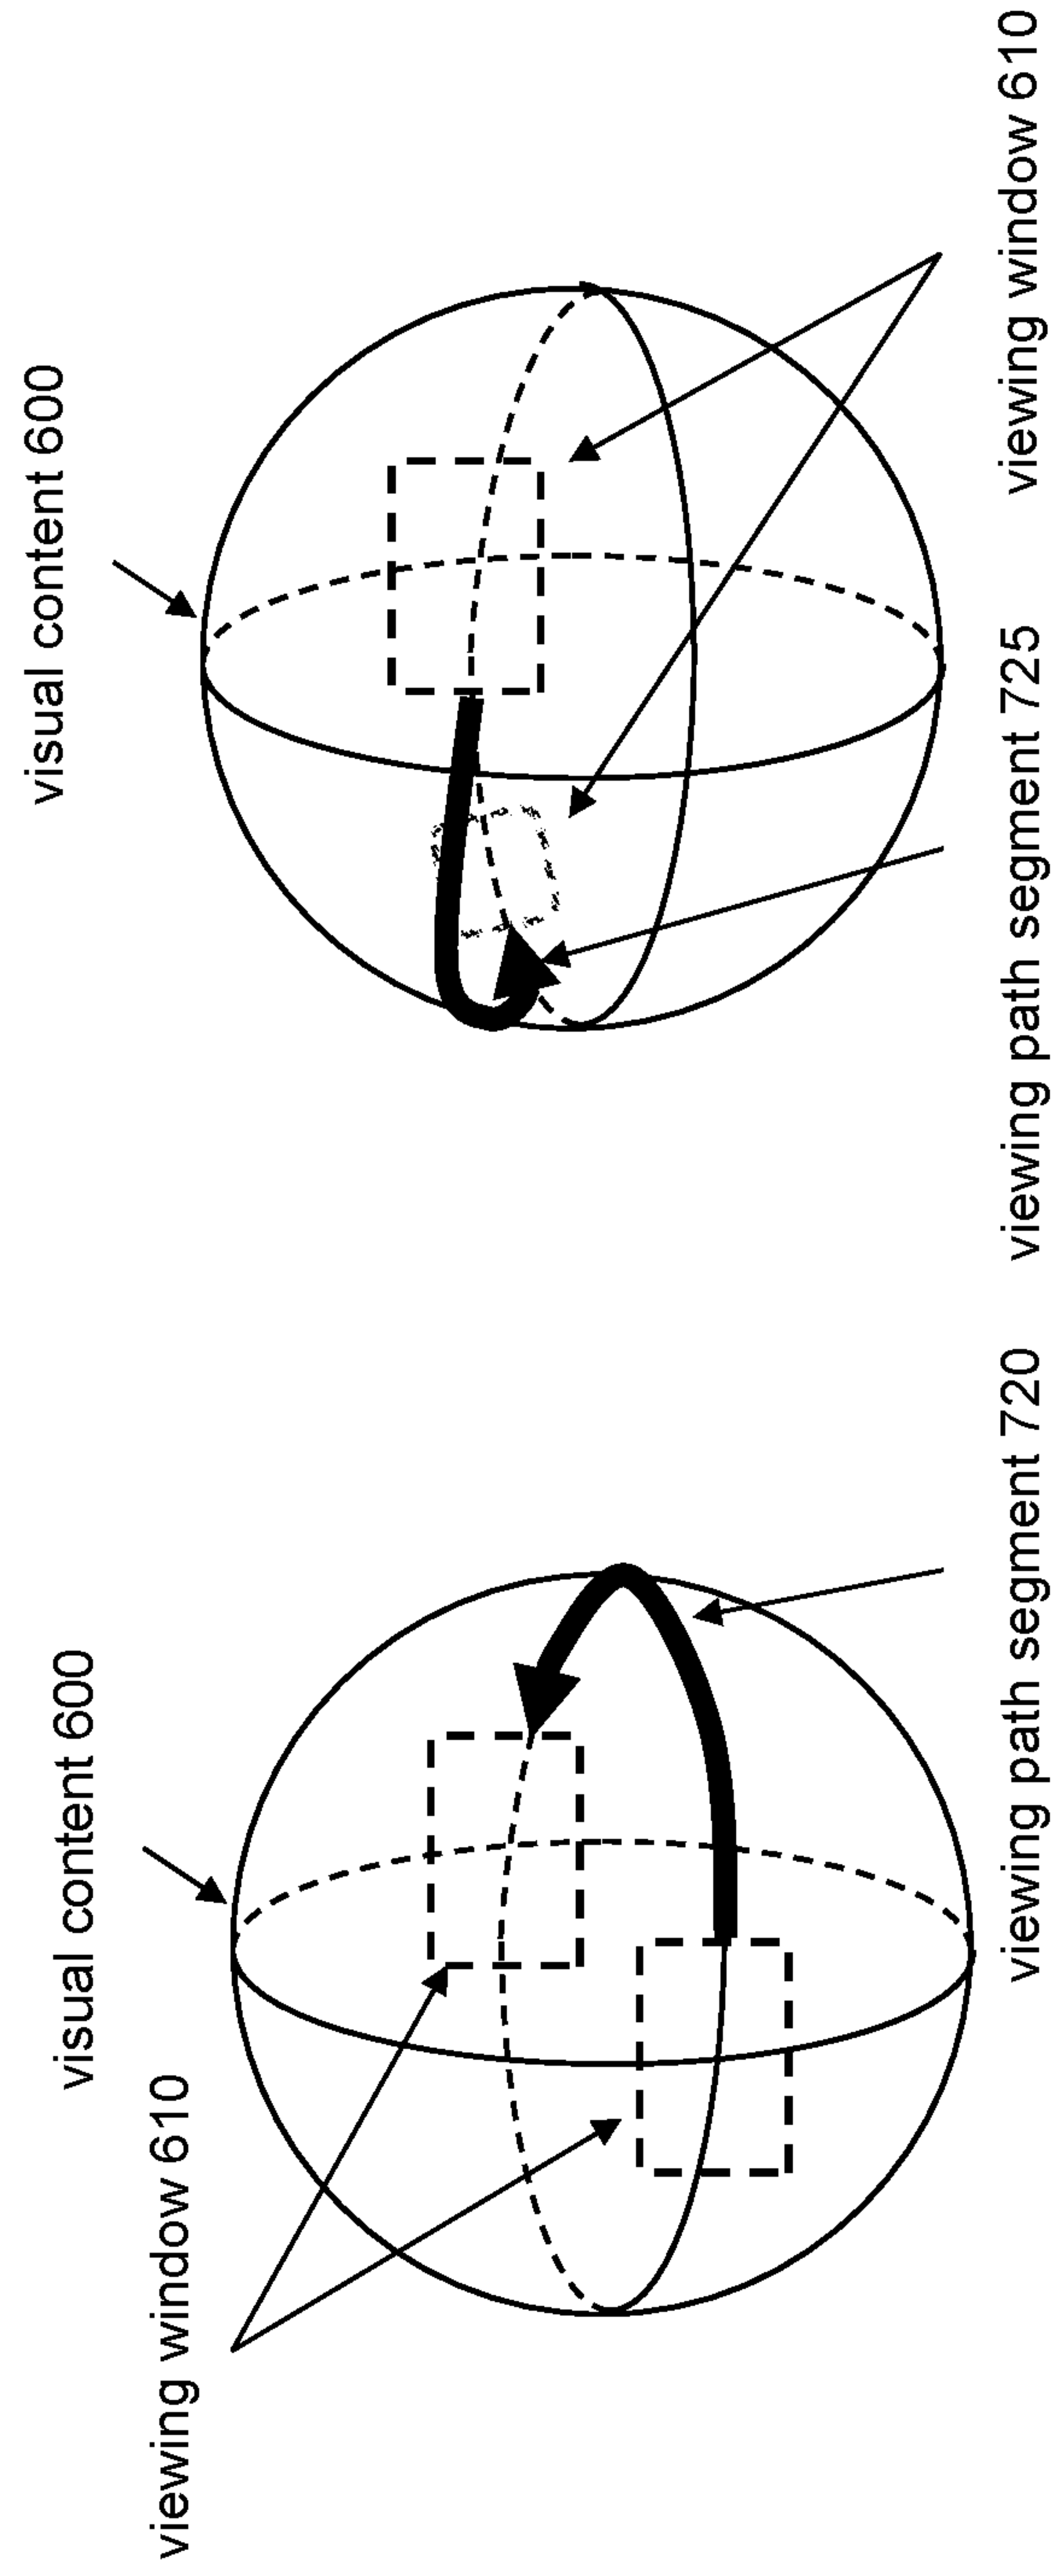 visual content 600
viewing window 610
viewing path segment 720
visual content 600
viewing path segment 725
viewing window 610